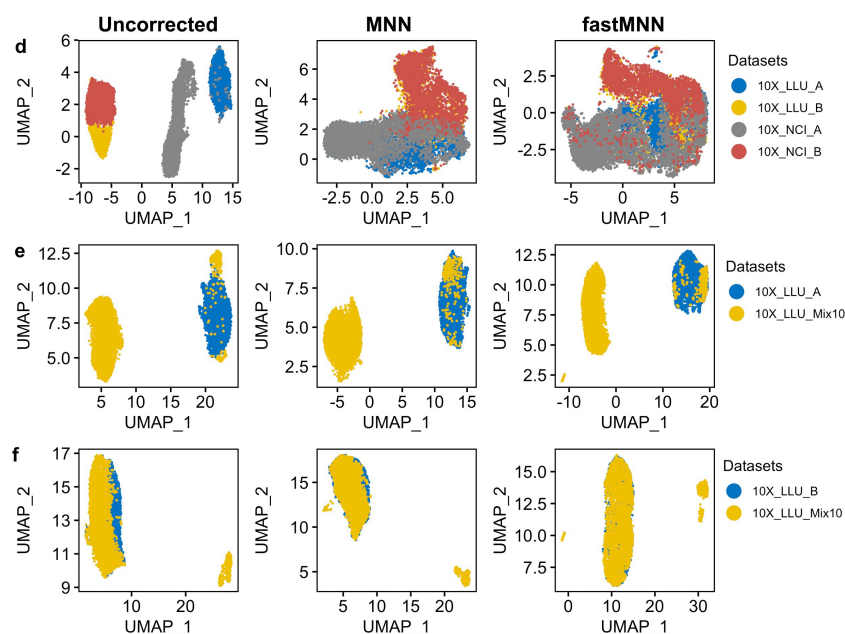 Uncorrected MNN fastMNN
d
UMAP_2
6
4
2
0
-2
-10 -5 0 5 10 15
UMAP_1
UMAP_2
6
4
2
0
-2.5 0.0 2.5 5.0
UMAP_1
UMAP_2
2.5
0.0
-2.5
-5 0 5
UMAP_1
Datasets
10X_LLU_A
10X_LLU_B
10X_NCI_A
10X_NCI_B
e
UMAP_2
12.5
10.0
7.5
5.0
5 10 15 20
UMAP_1
UMAP_2
10.0
7.5
5.0
2.5
-5 0 5 10 15
UMAP_1
UMAP_2
12.5
10.0
7.5
5.0
2.5
-10 0 10 20
UMAP_1
Datasets
10X_LLU_A
10X_LLU_Mix10
f
UMAP_2
17
15
13
11
9
10 20
UMAP_1
UMAP_2
15
10
5
5 10 15 20
UMAP_1
UMAP_2
15.0
12.5
10.0
7.5
0 10 20 30
UMAP_1
Datasets
10X_LLU_B
10X_LLU_Mix10